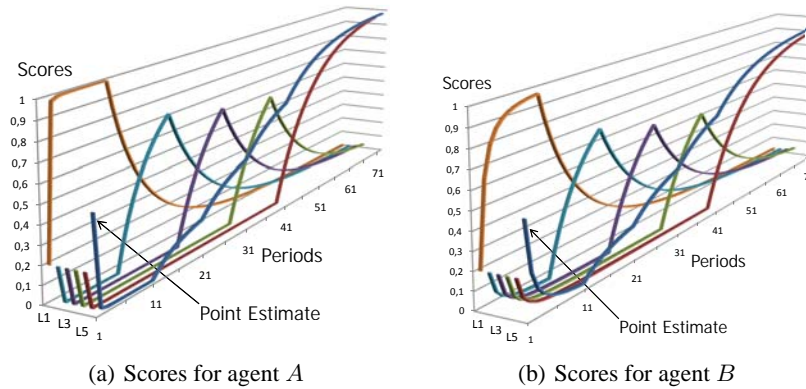 Scores
1
0,9
0,8
0,7
0,6
0,5
0,4
0,3
0,2
0,1
0
L1
L3
L5
1
11
21
31
41
51
61
71
Periods
Point Estimate
(a) Scores for agent A
Scores
1
0,9
0,8
0,7
0,6
0,5
0,4
0,3
0,2
0,1
0
L1
L3
L5
1
11
21
31
41
51
61
Periods
Point Estimate
(b) Scores for agent B